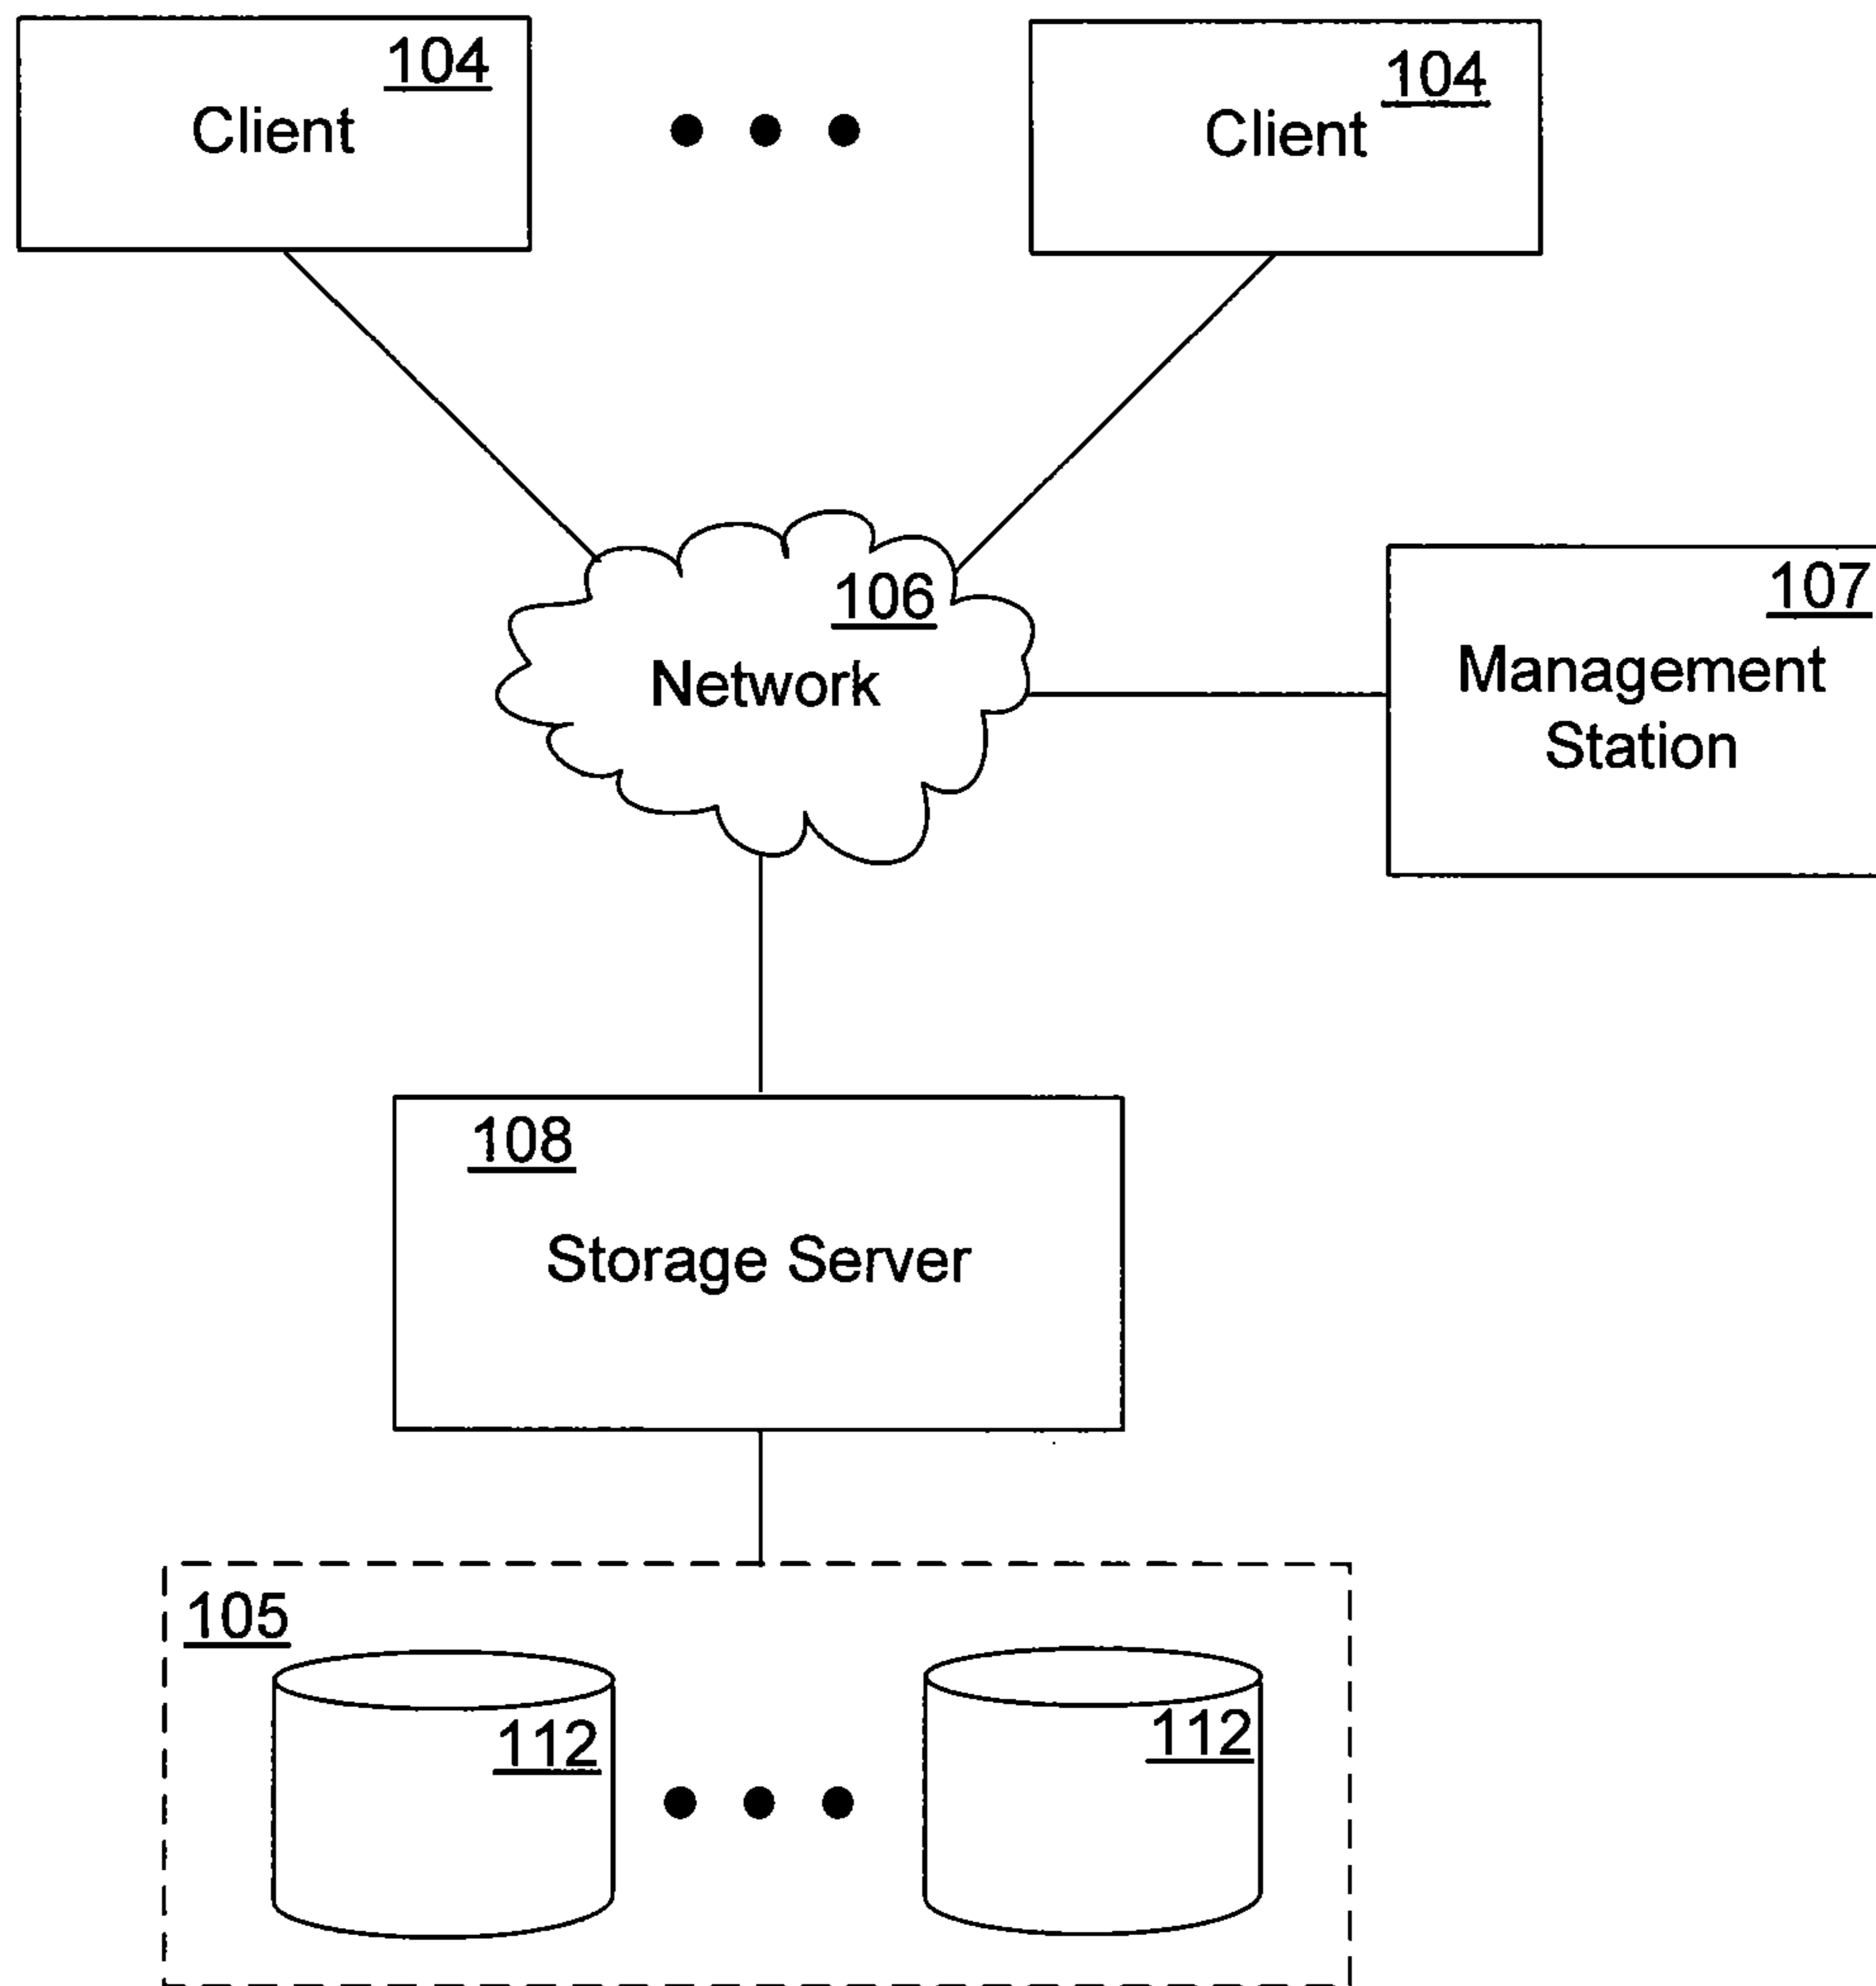 104
Client
104
Client
106
Network
107
Management
Station
108
Storage Server
105
112
112